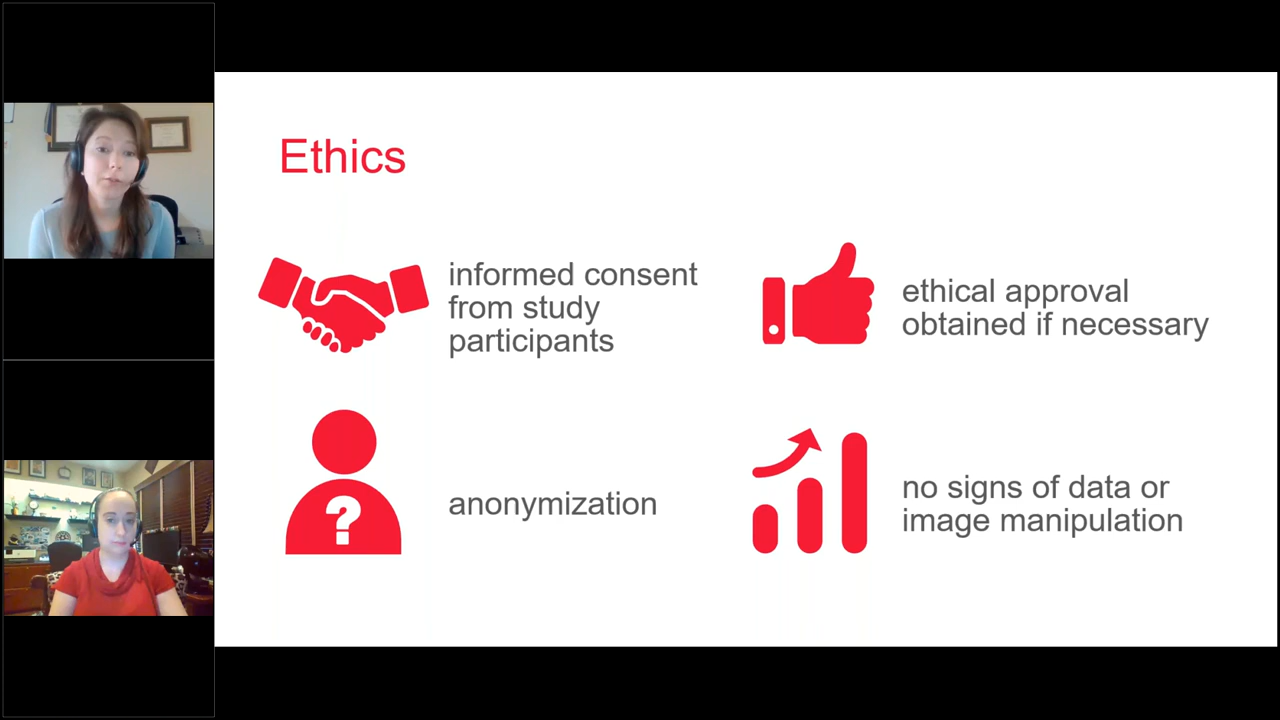 Ethics
informed consent
from study
participants
ethical approval
obtained if necessary
?
anonymization
no signs of data or
image manipulation